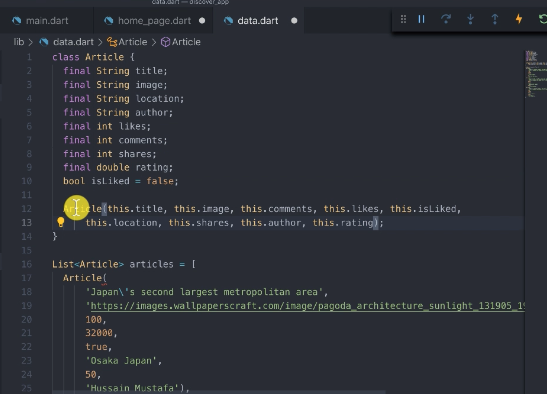 data.dart — discover_app
main.dart home_page.dart data.dart
lib > data.dart > Article > Article
1 class Article {
2 final String title;
3 final String image;
4 final String location;
5 final String author;
6 final int likes;
7 final int comments;
8 final int shares;
9 final double rating;
10 bool isLiked = false;
11
12 Article(this.title, this.image, this.comments, this.likes, this.isLiked,
13 this.location, this.shares, this.author, this.rating);
14 }
15
16 List<Article> articles = [
17 Article(
18 'Japan\'s second largest metropolitan area',
19 'https://images.wallpaperscraft.com/image/pagoda_architecture_sunlight_131905_19
20 100,
21 32000,
22 true,
23 'Osaka Japan',
24 50,
25 'Hussain Mustafa'),